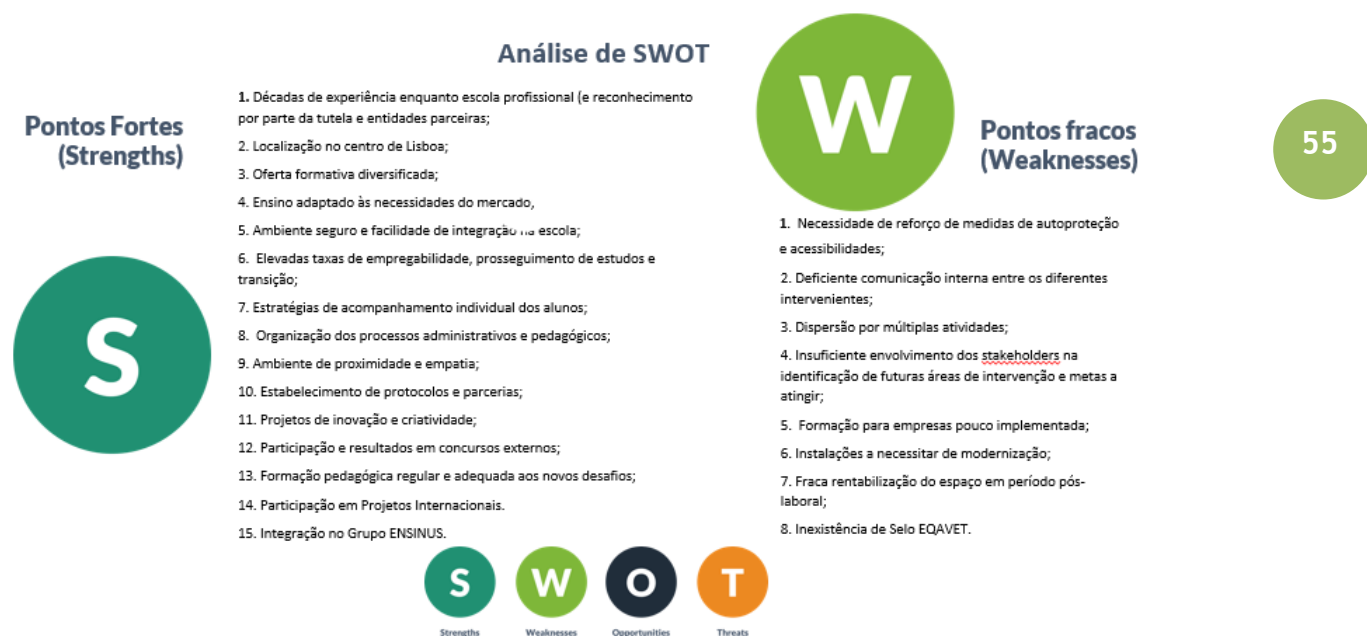 Análise de SWOT
Pontos Fortes
(Strengths)
S
1. Décadas de experiência enquanto escola profissional (e reconhecimento
por parte da tutela e entidades parceiras;
2. Localização no centro de Lisboa;
3. Oferta formativa diversificada;
4. Ensino adaptado às necessidades do mercado,
5. Ambiente seguro e facilidade de integração na escola;
6. Elevadas taxas de empregabilidade, prosseguimento de estudos e
transição;
7. Estratégias de acompanhamento individual dos alunos;
8. Organização dos processos administrativos e pedagógicos;
9. Ambiente de proximidade e empatia;
10. Estabelecimento de protocolos e parcerias;
11. Projetos de inovação e criatividade;
12. Participação e resultados em concursos externos;
13. Formação pedagógica regular e adequada aos novos desafios;
14. Participação em Projetos Internacionais.
15. Integração no Grupo ENSINUS.
W
Pontos fracos
(Weaknesses)
1. Necessidade de reforço de medidas de autoproteção
e acessibilidades;
2. Deficiente comunicação interna entre os diferentes
intervenientes;
3. Dispersão por múltiplas atividades;
4. Insuficiente envolvimento dos stakeholders na
identificação de futuras áreas de intervenção e metas a
atingir;
5. Formação para empresas pouco implementada;
6. Instalações a necessitar de modernização;
7. Fraca rentabilização do espaço em período pós-
laboral;
8. Inexistência de Selo EQAVET.
55
S W O T
Strengths Weaknesses Opportunities Threats